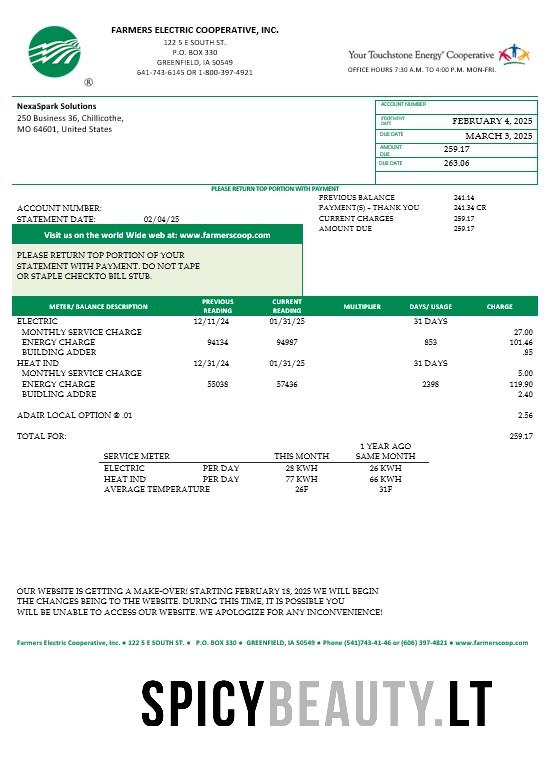 FARMERS ELECTRIC COOPERATIVE, INC.
122 5 E SOUTH ST.
P.O. BOX 330
GREENFIELD, IA 50549
641-743-6145 OR 1-800-397-4921
®
Your Touchstone Energy® Cooperative
OFFICE HOURS 7:30 A.M. TO 4:00 P.M. MON-FRI.
NexaSpark Solutions
250 Business 36, Chillicothe,
MO 64601, United States
ACCOUNT NUMBER
STATEMENT DATE FEBRUARY 4, 2025
DUE DATE MARCH 3, 2025
AMOUNT DUE 259.17
DUE DATE 263.06
PLEASE RETURN TOP PORTION WITH PAYMENT
PREVIOUS BALANCE 241.14
ACCOUNT NUMBER: PAYMENT(S) – THANK YOU 241.34 CR
STATEMENT DATE: 02/04/25 CURRENT CHARGES 259.17
AMOUNT DUE 259.17
Visit us on the world Wide web at: www.farmerscoop.com
PLEASE RETURN TOP PORTION OF YOUR
STATEMENT WITH PAYMENT. DO NOT TAPE
OR STAPLE CHECKTO BILL STUB.
METER/ BALANCE DESCRIPTION PREVIOUS READING CURRENT READING MULTIPLIER DAYS/ USAGE CHARGE
ELECTRIC 12/11/24 01/31/25 31 DAYS
MONTHLY SERVICE CHARGE 27.00
ENERGY CHARGE 94134 94987 853 101.46
BUILDING ADDER .85
HEAT IND 12/31/24 01/31/25 31 DAYS
MONTHLY SERVICE CHARGE 5.00
ENERGY CHARGE 55038 57436 2398 119.90
BUIDLING ADDRE 2.40
ADAIR LOCAL OPTION @ .01 2.56
TOTAL FOR: 259.17
1 YEAR AGO
SERVICE METER THIS MONTH SAME MONTH
ELECTRIC PER DAY 28 KWH 26 KWH
HEAT IND PER DAY 77 KWH 66 KWH
AVERAGE TEMPERATURE 26F 31F
OUR WEBSITE IS GETTING A MAKE-OVER! STARTING FEBRUARY 18, 2025 WE WILL BEGIN
THE CHANGES BEING TO THE WEBSITE. DURING THIS TIME, IT IS POSSIBLE YOU
WILL BE UNABLE TO ACCESS OUR WEBSITE. WE APOLOGIZE FOR ANY INCONVENIENCE!
Farmers Electric Cooperative, Inc. • 122 5 E SOUTH ST. • P.O. BOX 330 • GREENFIELD, IA 50549 • Phone (541)743-41-46 or (606) 397-4821 • www.farmerscoop.com
SPICYBEAUTY.LT